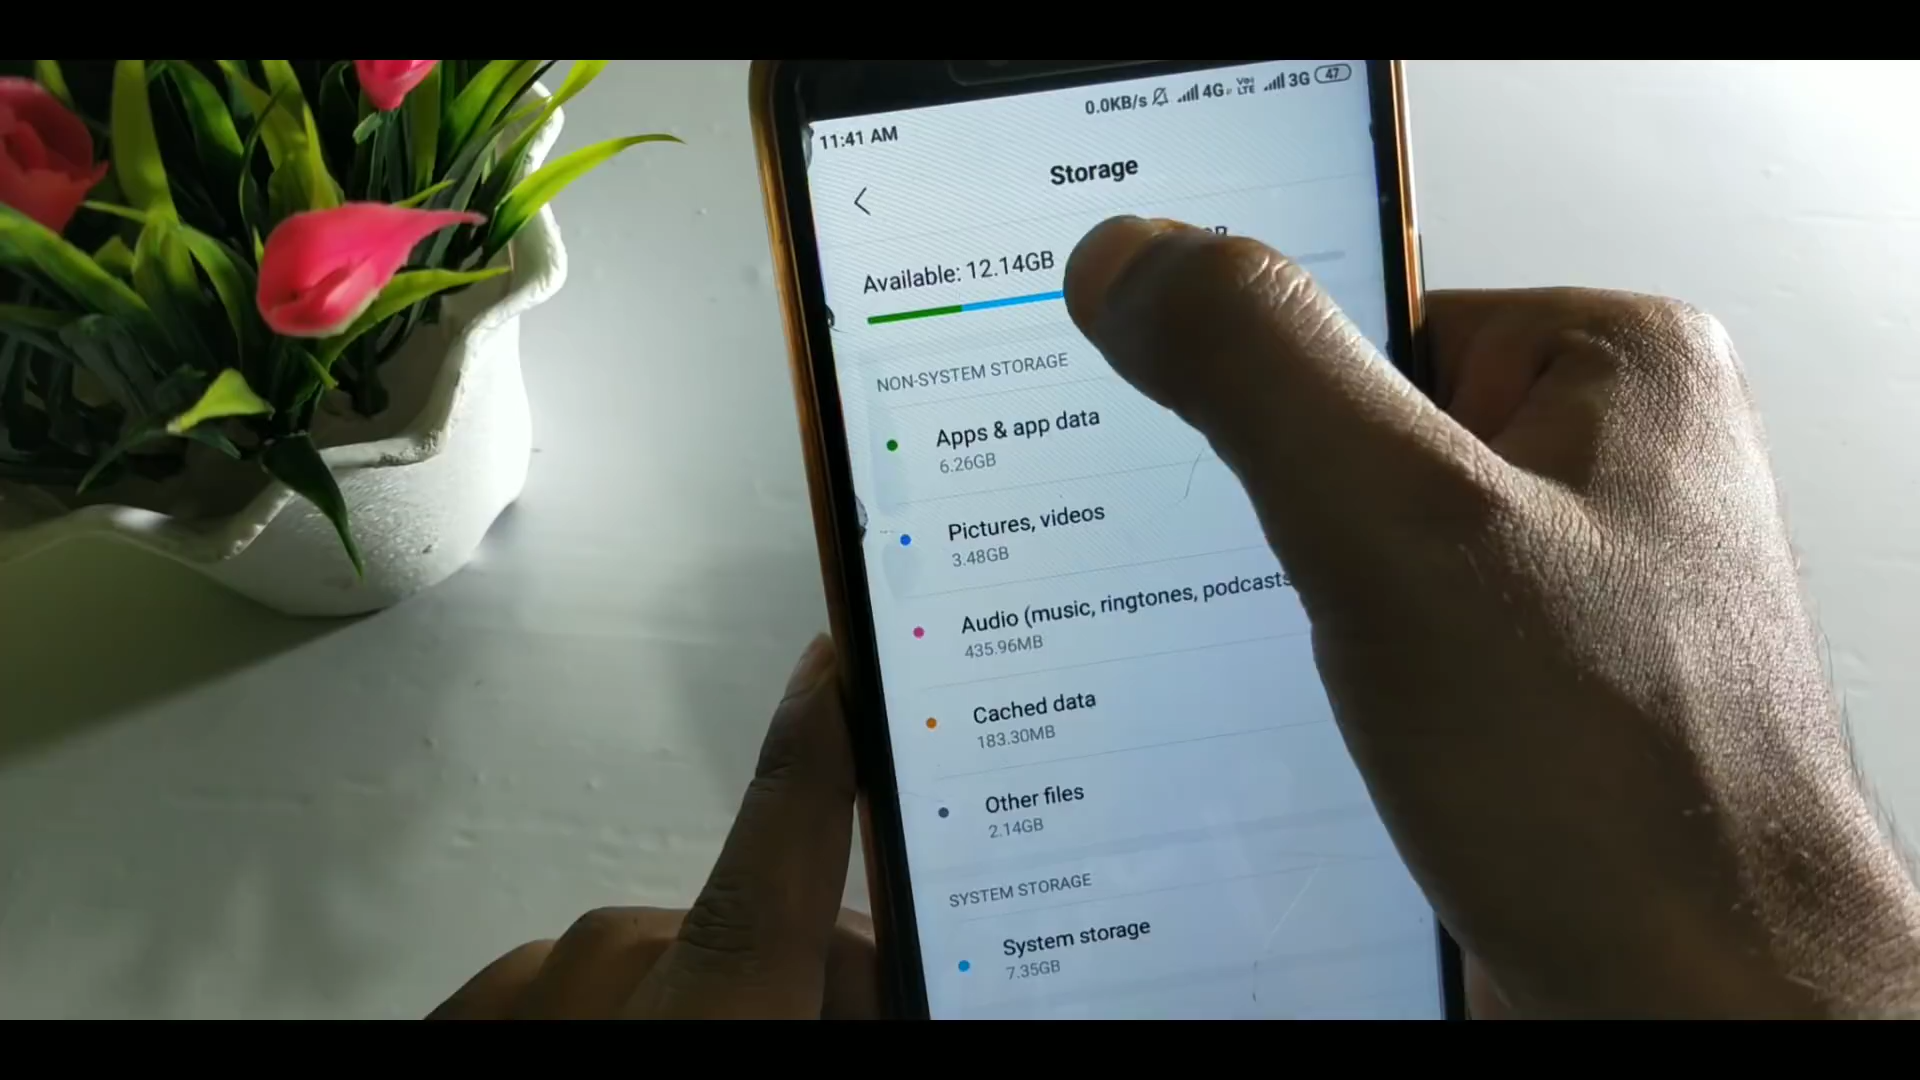 0.0KB/s 4G VoLTE 3G 47
11:41 AM
Storage
Available: 12.14GB
NON-SYSTEM STORAGE
Apps & app data
6.26GB
Pictures, videos
3.48GB
Audio (music, ringtones, podcasts
435.96MB
Cached data
183.30MB
Other files
2.14GB
SYSTEM STORAGE
System storage
7.35GB